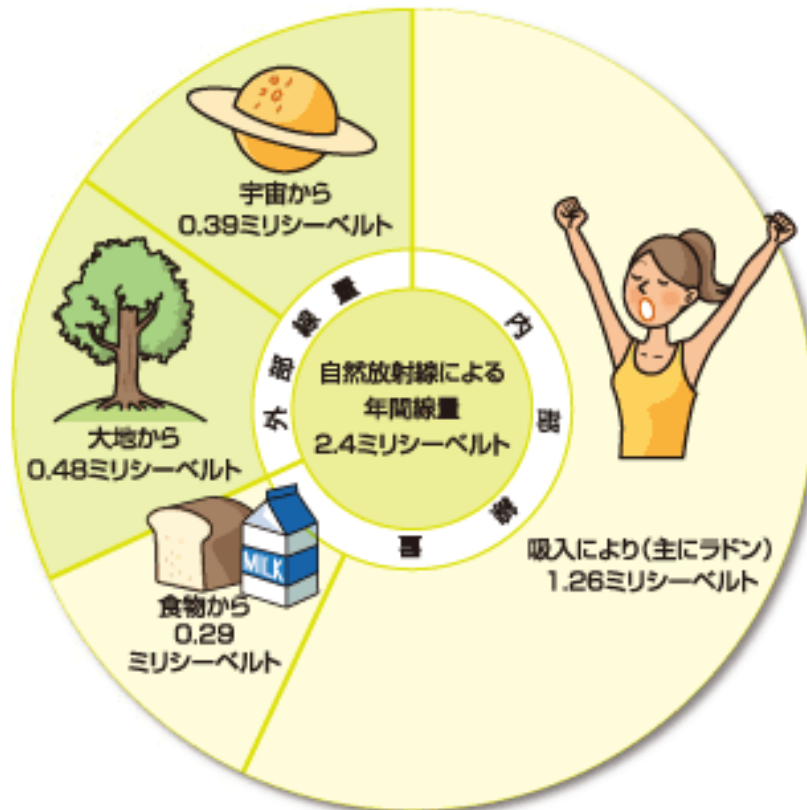 宇宙から
0.39ミリシーベルト
大地から
0.48ミリシーベルト
外部線量
自然放射線による
年間線量
2.4ミリシーベルト
内部線量
MILK
食物から
0.29
ミリシーベルト
吸入により(主にラドン)
1.26ミリシーベルト